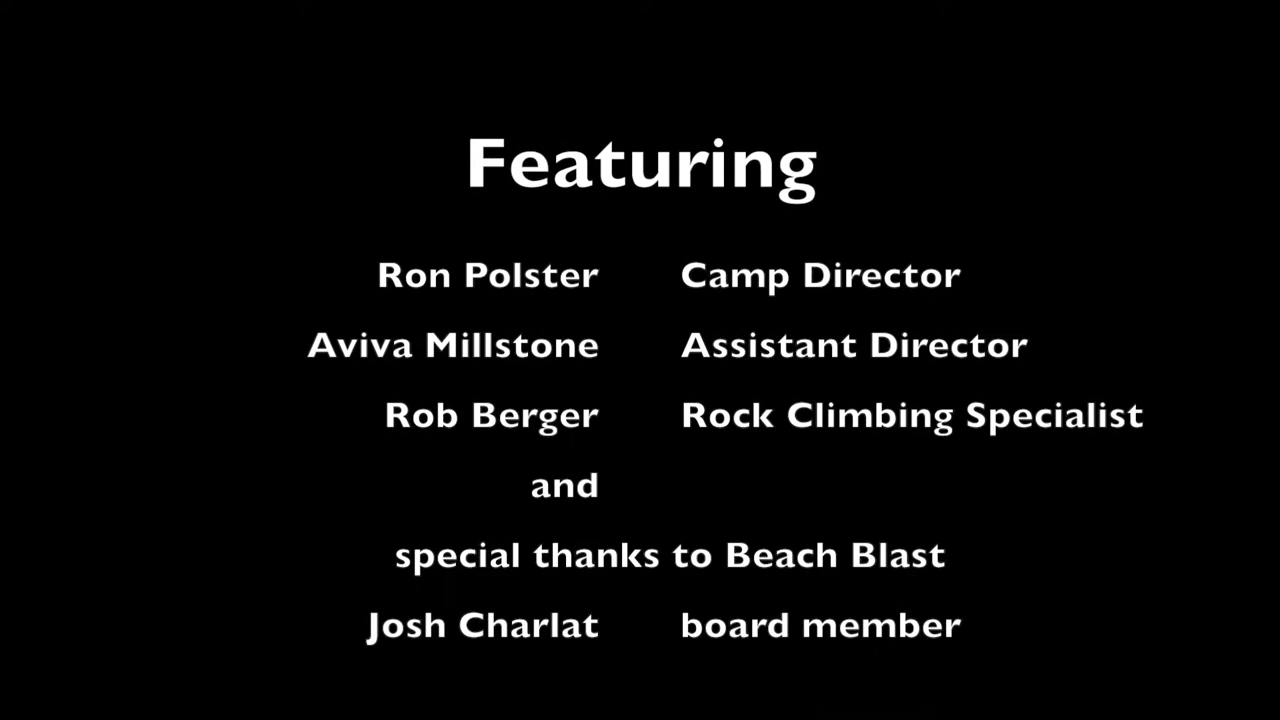 Featuring
Ron Polster Camp Director
Aviva Millstone Assistant Director
Rob Berger Rock Climbing Specialist
and
special thanks to Beach Blast
Josh Charlat board member